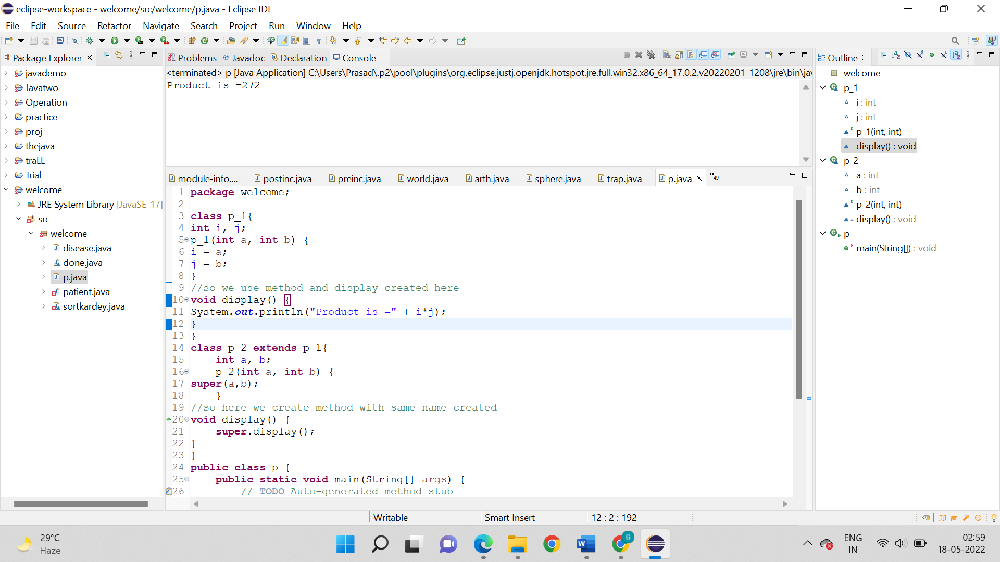 eclipse-workspace - welcome/src/welcome/p.java - Eclipse IDE
File Edit Source Refactor Navigate Search Project Run Window Help
Package Explorer
javademo
Javatwo
Operation
practice
proj
thejava
traLL
Trial
welcome
JRE System Library [JavaSE-17]
src
welcome
disease.java
done.java
p.java
patient.java
sortkardey.java
Problems @ Javadoc Declaration Console
<terminated> p [Java Application] C:\Users\Prasad\.p2\pool\plugins\org.eclipse.justj.openjdk.hotspot.jre.full.win32.x86_64_17.0.2.v20220201-1208\jre\bin\jav
Product is =272
module-info.... postinc.java preinc.java world.java arth.java sphere.java trap.java p.java »49
1 package welcome;
2
3 class p_1{
4 int i, j;
5 p_1(int a, int b) {
6 i = a;
7 j = b;
8 }
9 //so we use method and display created here
10 void display() {
11 System.out.println("Product is =" + i*j);
12 }
13 }
14 class p_2 extends p_1{
15 int a, b;
16 p_2(int a, int b) {
17 super(a,b);
18 }
19 //so here we create method with same name created
20 void display() {
21 super.display();
22 }
23 }
24 public class p {
25 public static void main(String[] args) {
26 // TODO Auto-generated method stub
Outline
welcome
p_1
i : int
j : int
p_1(int, int)
display() : void
p_2
a : int
b : int
p_2(int, int)
display() : void
p
main(String[]) : void
Writable Smart Insert 12 : 2 : 192
29°C
Haze
ENG
IN
02:59
18-05-2022